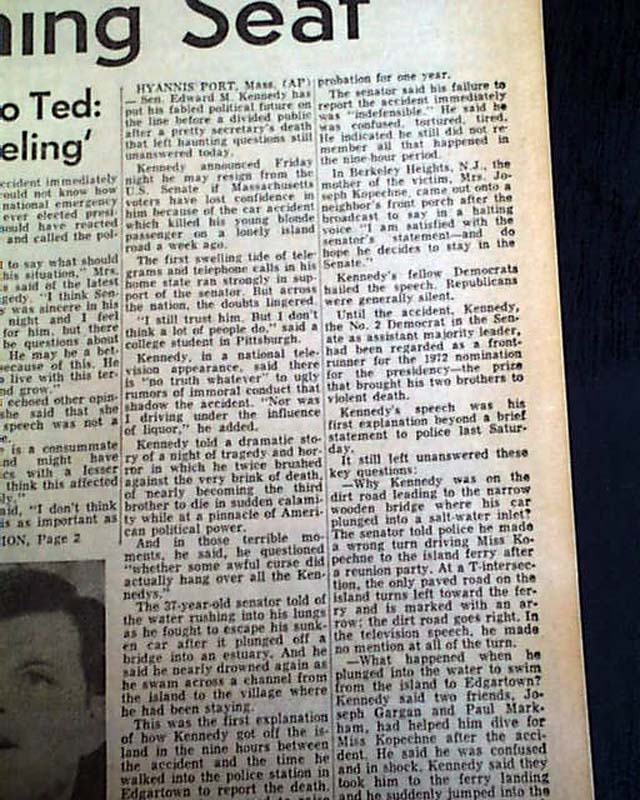 ning Seat
o Ted:
eling'
ccident immediately
ould not know how
national emergency
ever elected presi-
ould have reacted
and called the pol-
l to say what should
his situation," Mrs.
s said of the latest
gedy. "I think Sen-
y was sincere in his
night and I feel
for him, but there
be questions about
He may be a bet-
ecause of this. He
o live with this ter-
nd grow."
s echoed other opin-
she said that she
speech was not a
e.
e is a consummate
nd might have
cs with a lesser
think this affected
ly."
aid, "I don't think
is as important as
ION, Page 2
HYANNIS PORT, Mass. (AP)
— Sen. Edward M. Kennedy has
put his fabled political future on
the line before a divided public
after a pretty secretary's death
that left haunting questions still
unanswered today.
Kennedy announced Friday
night he may resign from the
U.S. Senate if Massachusetts
voters have lost confidence in
him because of the car accident
which killed his young blonde
passenger on a lonely island
road a week ago.
The first swelling tide of tele-
grams and telephone calls in his
home state ran strongly in sup-
port of the senator. But across
the nation, the doubts lingered.
"I still trust him. But I don't
think a lot of people do," said a
college student in Pittsburgh.
Kennedy, in a national tele-
vision appearance, said there
is "no truth whatever" to ugly
rumors of immoral conduct that
shadow the accident. "Nor was
I driving under the influence
of liquor," he added.
Kennedy told a dramatic sto-
ry of a night of tragedy and hor-
ror in which he twice brushed
against the very brink of death,
of nearly becoming the third
brother to die in sudden calami-
ty while at a pinnacle of Ameri-
can political power.
And in those terrible mo-
ments, he said, he questioned
"whether some awful curse did
actually hang over all the Ken-
nedys."
The 37-year-old senator told of
the water rushing into his lungs
as he fought to escape his sunk-
en car after it plunged off a
bridge into an estuary. And he
said he nearly drowned again as
he swam across a channel from
the island to the village where
he had been staying.
This was the first explanation
of how Kennedy got off the is-
land in the nine hours between
the accident and the time he
walked into the police station in
Edgartown to report the death.
probation for one year.
The senator said his failure to
report the accident immediately
was "indefensible." He said he
was confused, tortured, tired.
He indicated he still did not re-
member all that happened in
the nine-hour period.
In Berkeley Heights, N.J., the
mother of the victim, Mrs. Jo-
seph Kopechne, came out onto a
neighbor's front porch after the
broadcast to say in a halting
voice "I am satisfied with the
senator's statement—and do
hope he decides to stay in the
Senate."
Kennedy's fellow Democrats
hailed the speech. Republicans
were generally silent.
Until the accident, Kennedy,
the No. 2 Democrat in the Sen-
ate as assistant majority leader,
had been regarded as a front-
runner for the 1972 nomination
for the presidency—the prize
that brought his two brothers to
violent death.
Kennedy's speech was his
first explanation beyond a brief
statement to police last Satur-
day.
It still left unanswered these
key questions:
—Why Kennedy was on the
dirt road leading to the narrow
wooden bridge where his car
plunged into a salt-water inlet?
The senator told police he made
a wrong turn driving Miss Ko-
pechne to the island ferry after
a reunion party. At a T-intersec-
tion, the only paved road on the
island turns left toward the fer-
ry and is marked with an ar-
row; the dirt road goes right. In
the television speech, he made
no mention at all of the turn.
—What happened when he
plunged into the water to swim
from the island to Edgartown?
Kennedy said two friends, Jo-
seph Gargan and Paul Mark-
ham, had helped him dive for
Miss Kopechne after the acci-
dent. He said he was confused
and in shock. Kennedy said they
took him to the ferry landing
and he suddenly jumped into the